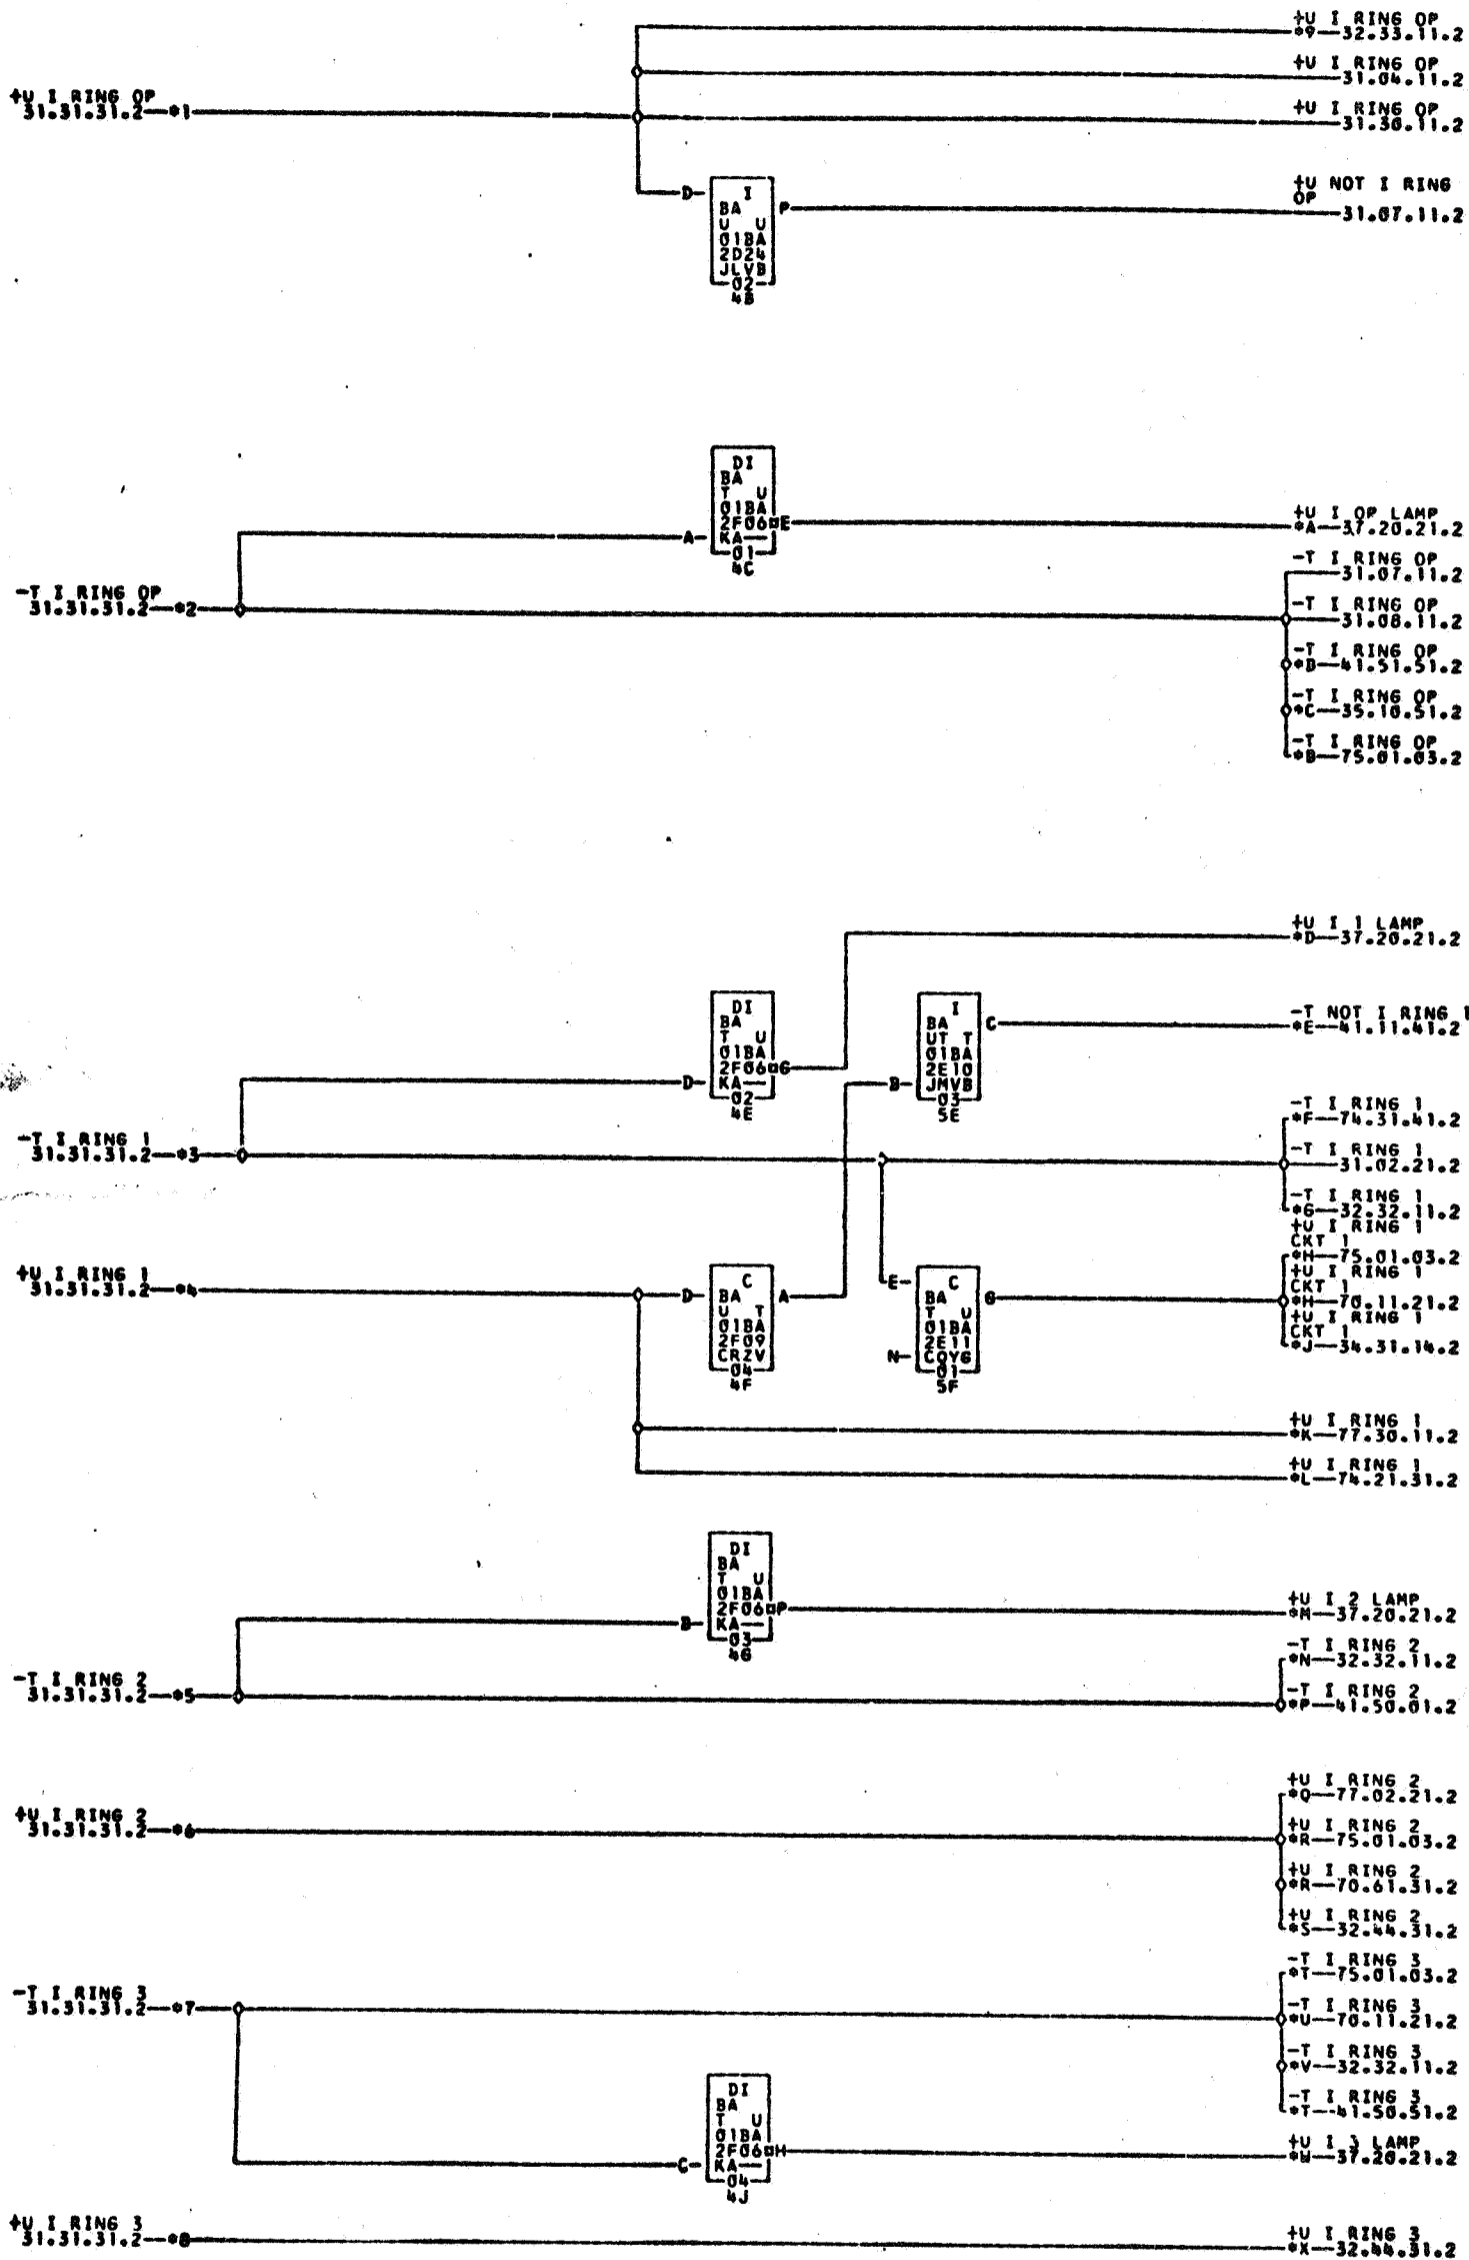 +U I RING OP
*9—32.33.11.2
+U I RING OP
31.04.11.2
+U I RING OP
31.31.31.2—*1
+U I RING OP
31.30.11.2
+U NOT I RING
OP
31.07.11.2
D
I
BA
P
U U
01BA
2D24
JLVB
02
4B
DI
BA
T U
01BA
2F06 E
A KA
01
4C
+U I OP LAMP
*A—37.20.21.2
-T I RING OP
31.07.11.2
-T I RING OP
31.31.31.2—*2
-T I RING OP
31.08.11.2
-T I RING OP
*B—41.51.51.2
-T I RING OP
*C—35.10.51.2
-T I RING OP
*B—75.01.03.2
+U I 1 LAMP
*D—37.20.21.2
DI
BA
T U
01BA
2F06 G
D KA
02
4E
I
BA C
UT T
01BA
2E10
B JMVB
03
5E
-T NOT I RING 1
*E—41.11.41.2
-T I RING 1
*F—74.31.41.2
-T I RING 1
31.31.31.2—*3
-T I RING 1
31.02.21.2
-T I RING 1
*G—32.32.11.2
+U I RING 1
CKT 1
*H—75.01.03.2
+U I RING 1
31.31.31.2—*4
D
C
BA A
U T
01BA
2F09
CRZV
04
4F
E
C
BA G
T U
01BA
2E11
N CQYG
01
5F
+U I RING 1
CKT 1
*H—70.11.21.2
+U I RING 1
CKT 1
*J—34.31.14.2
+U I RING 1
*K—77.30.11.2
+U I RING 1
*L—74.21.31.2
DI
BA
T U
01BA
2F06 P
B KA
03
4G
+U I 2 LAMP
*M—37.20.21.2
-T I RING 2
*N—32.32.11.2
-T I RING 2
31.31.31.2—*5
-T I RING 2
*P—41.50.01.2
+U I RING 2
*Q—77.02.21.2
+U I RING 2
31.31.31.2—*6
+U I RING 2
*R—75.01.03.2
+U I RING 2
*R—70.61.31.2
+U I RING 2
*S—32.44.31.2
-T I RING 3
*T—75.01.03.2
-T I RING 3
31.31.31.2—*7
-T I RING 3
*U—70.11.21.2
-T I RING 3
*V—32.32.11.2
-T I RING 3
*T—41.50.51.2
DI
BA
T U
01BA
2F06 H
C KA
04
4J
+U I 3 LAMP
*W—37.20.21.2
+U I RING 3
31.31.31.2—*8
+U I RING 3
*X—32.44.31.2